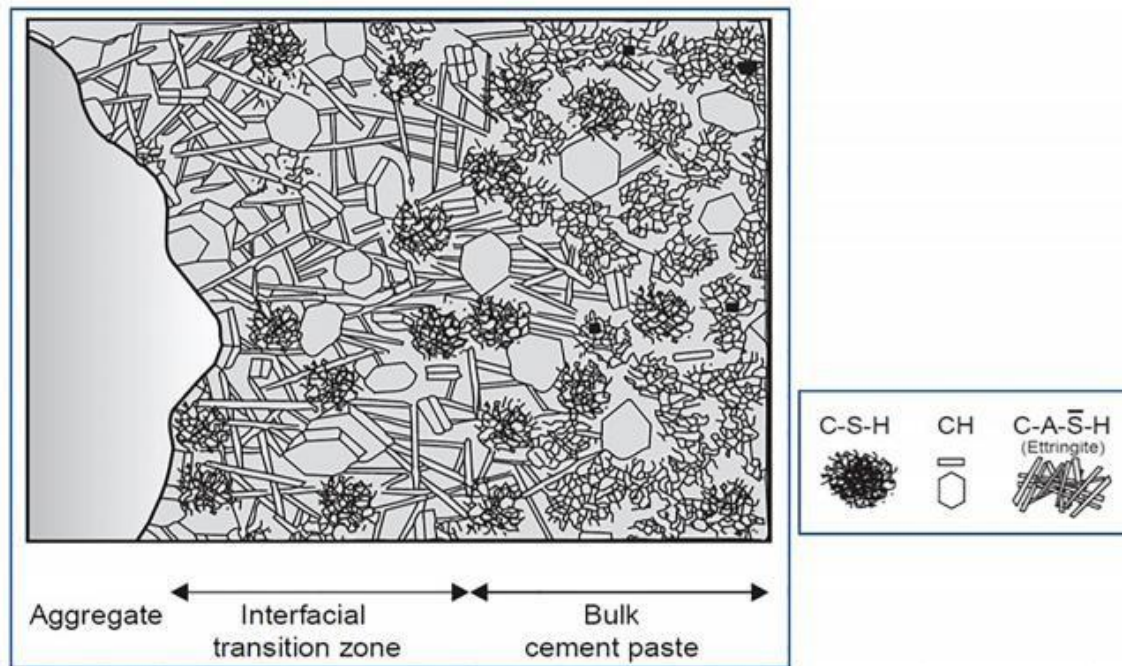 C-S-H
CH
C-A-S̅-H
(Ettringite)
Aggregate
Interfacial
transition zone
Bulk
cement paste